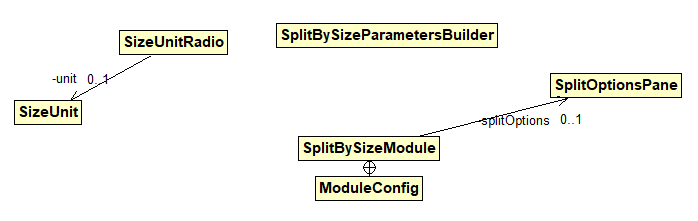 SizeUnitRadio
SplitBySizeParametersBuilder
-unit 0..1
SplitOptionsPane
SizeUnit
-splitOptions 0..1
SplitBySizeModule
ModuleConfig